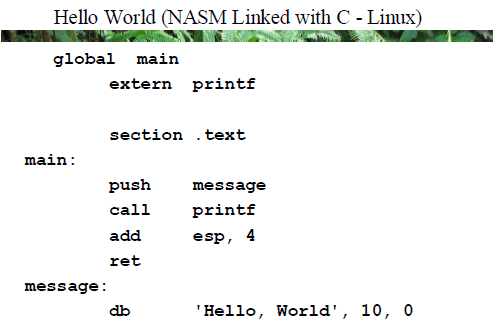 Hello World (NASM Linked with C - Linux)
global main
extern printf
section .text
main:
push message
call printf
add esp, 4
ret
message:
db 'Hello, World', 10, 0